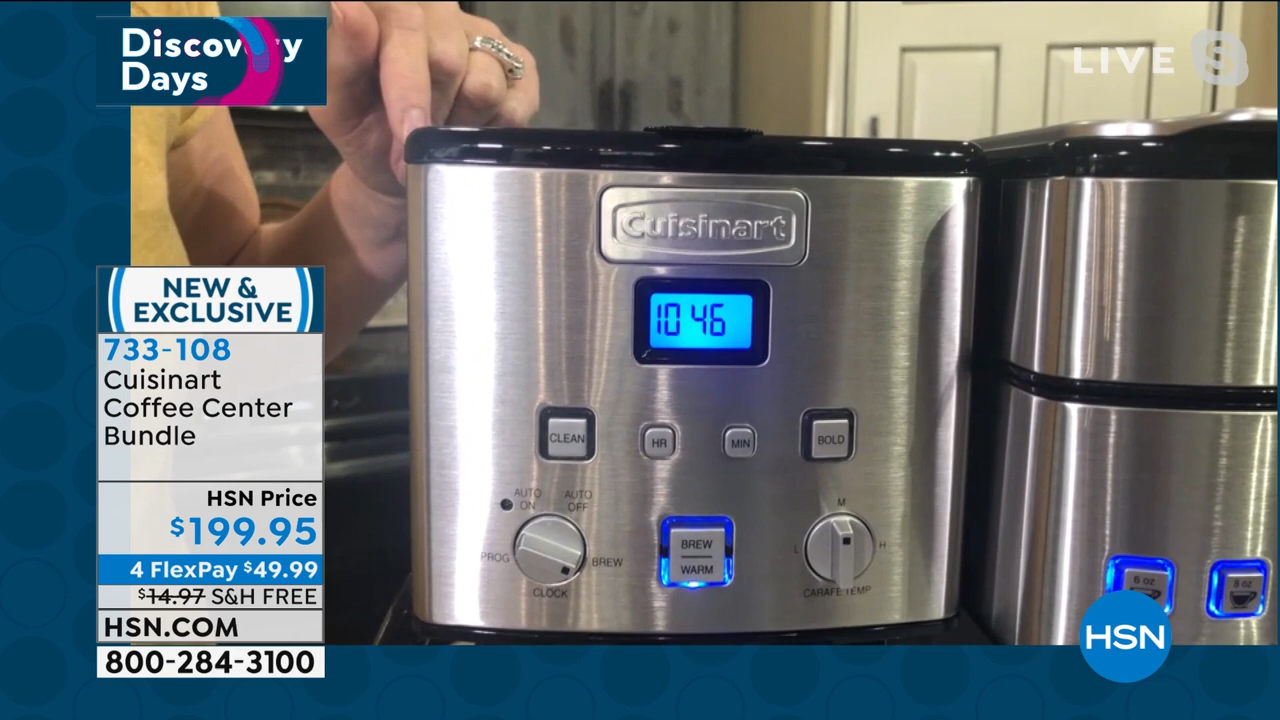 Discovery
Days
LIVE S
Cuisinart
10 46
NEW &
EXCLUSIVE
733-108
Cuisinart
Coffee Center
Bundle
HSN Price
$199.95
4 FlexPay $49.99
$14.97 S&H FREE
HSN.COM
800-284-3100
CLEAN
HR
MIN
BOLD
AUTO
ON
AUTO
OFF
PROG
BREW
CLOCK
BREW
WARM
M
L
H
CARAFE TEMP
6 oz
8 oz
HSN